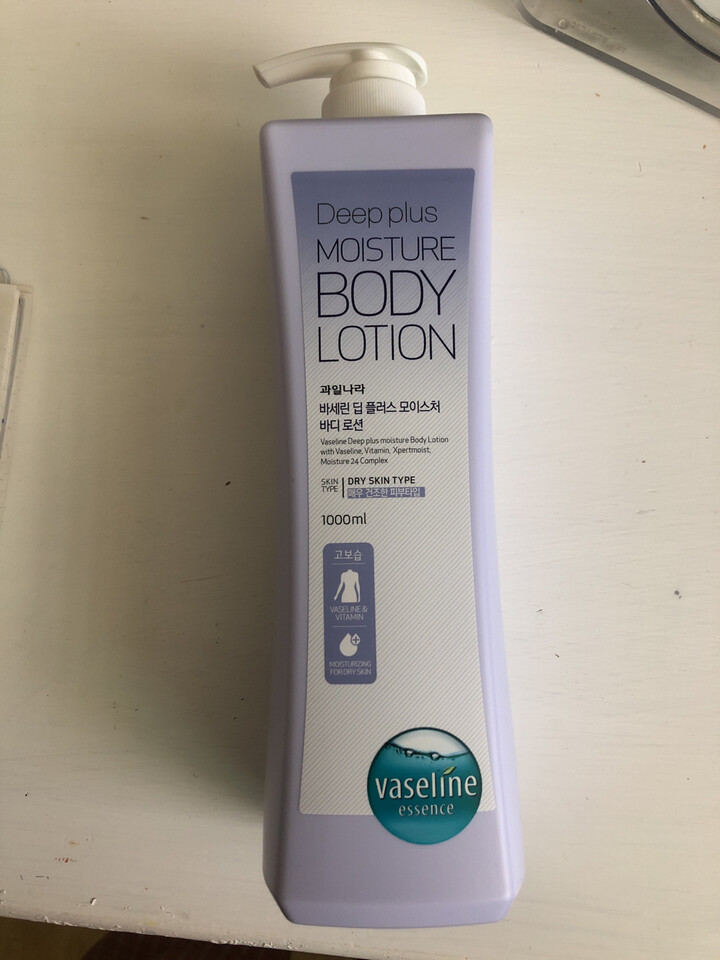 Deep plus
MOISTURE
BODY
LOTION
과일나라
바세린 딥 플러스 모이스처
바디 로션
Vaseline Deep plus moisture Body Lotion
with Vaseline, Vitamin, Xpertmoist,
Moisture 24 Complex
SKIN
TYPE
DRY SKIN TYPE
매우 건조한 피부타입
1000ml
고보습
VASELINE &
VITAMIN
MOISTURIZING
FOR DRY SKIN
vaseline
essence